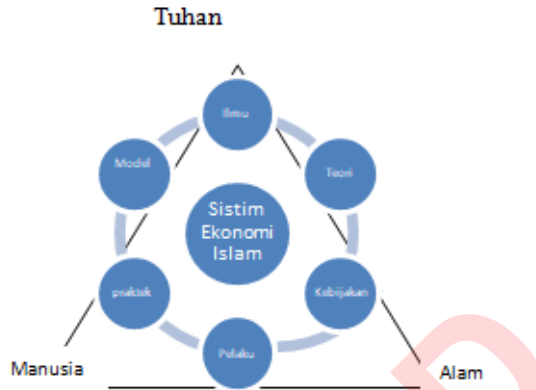 Tuhan
Ilmu
Model
Teori
Sistim
Ekonomi
Islam
praktek
Kebijakan
Pelaku
Manusia
Alam